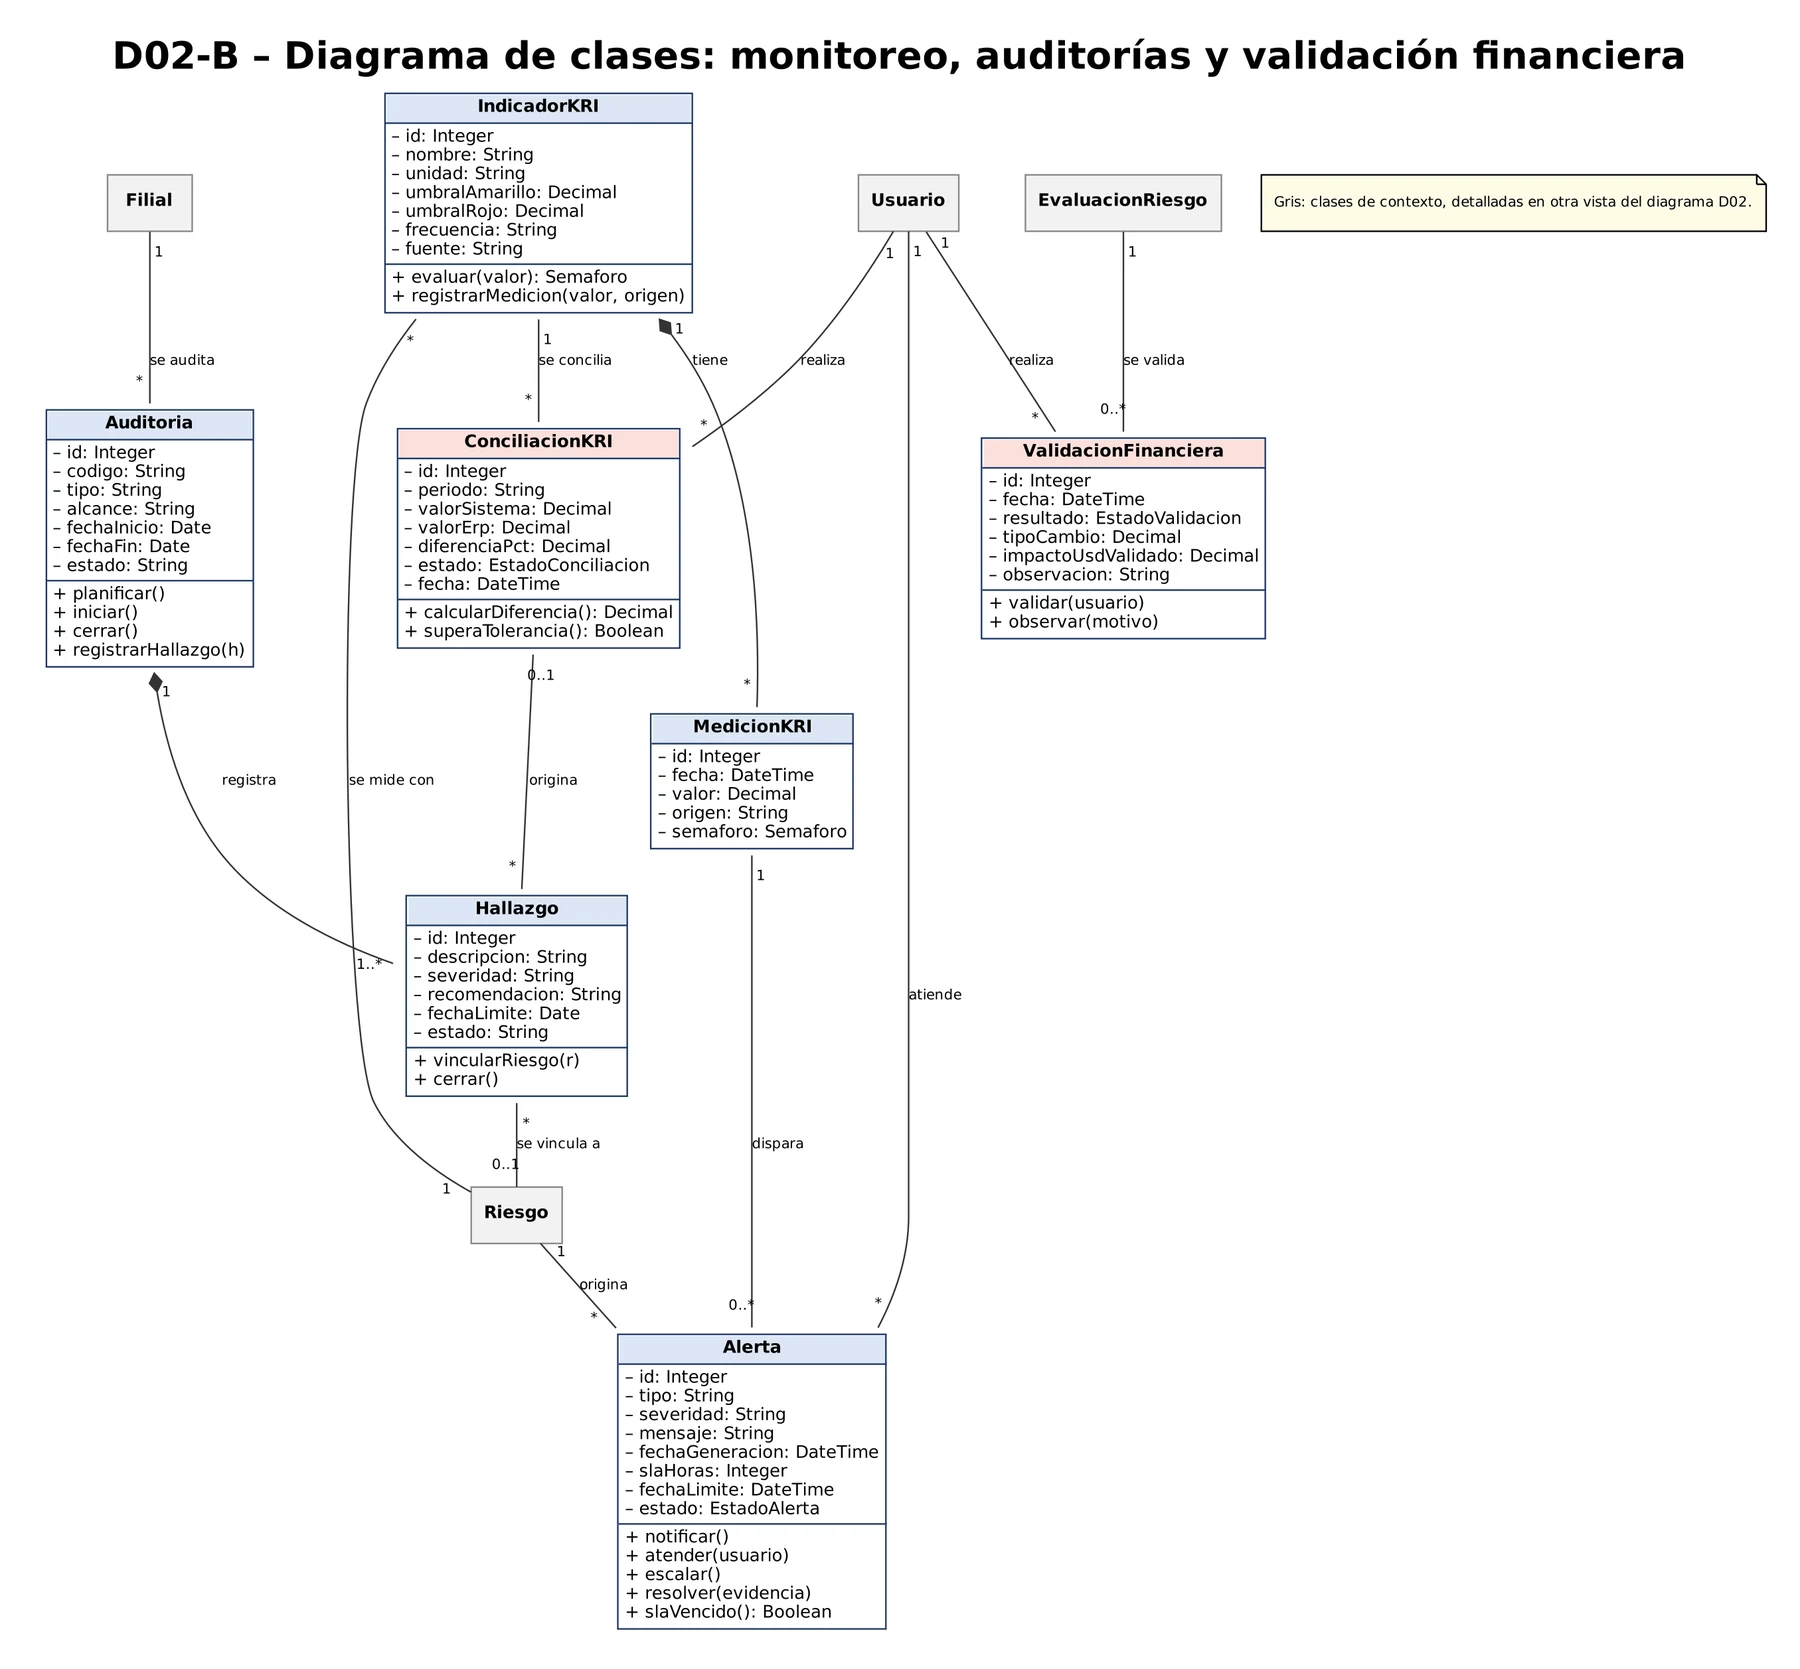 D02-B – Diagrama de clases: monitoreo, auditorías y validación financiera
IndicadorKRI
– id: Integer
– nombre: String
– unidad: String
– umbralAmarillo: Decimal
– umbralRojo: Decimal
– frecuencia: String
– fuente: String
+ evaluar(valor): Semaforo
+ registrarMedicion(valor, origen)
Filial
Usuario
EvaluacionRiesgo
Gris: clases de contexto, detalladas en otra vista del diagrama D02.
1
1
1
1
1
*
1
1
se audita
se concilia
tiene
realiza
realiza
se valida
*
*
*
*
0..*
Auditoria
– id: Integer
– codigo: String
– tipo: String
– alcance: String
– fechaInicio: Date
– fechaFin: Date
– estado: String
+ planificar()
+ iniciar()
+ cerrar()
+ registrarHallazgo(h)
ConciliacionKRI
– id: Integer
– periodo: String
– valorSistema: Decimal
– valorErp: Decimal
– diferenciaPct: Decimal
– estado: EstadoConciliacion
– fecha: DateTime
+ calcularDiferencia(): Decimal
+ superaTolerancia(): Boolean
ValidacionFinanciera
– id: Integer
– fecha: DateTime
– resultado: EstadoValidacion
– tipoCambio: Decimal
– impactoUsdValidado: Decimal
– observacion: String
+ validar(usuario)
+ observar(motivo)
1
0..1
*
MedicionKRI
– id: Integer
– fecha: DateTime
– valor: Decimal
– origen: String
– semaforo: Semaforo
registra
se mide con
origina
*
1
Hallazgo
– id: Integer
– descripcion: String
– severidad: String
– recomendacion: String
– fechaLimite: Date
– estado: String
+ vincularRiesgo(r)
+ cerrar()
1..*
atiende
*
se vincula a
dispara
0..1
1
Riesgo
1
origina
*
0..*
*
Alerta
– id: Integer
– tipo: String
– severidad: String
– mensaje: String
– fechaGeneracion: DateTime
– slaHoras: Integer
– fechaLimite: DateTime
– estado: EstadoAlerta
+ notificar()
+ atender(usuario)
+ escalar()
+ resolver(evidencia)
+ slaVencido(): Boolean